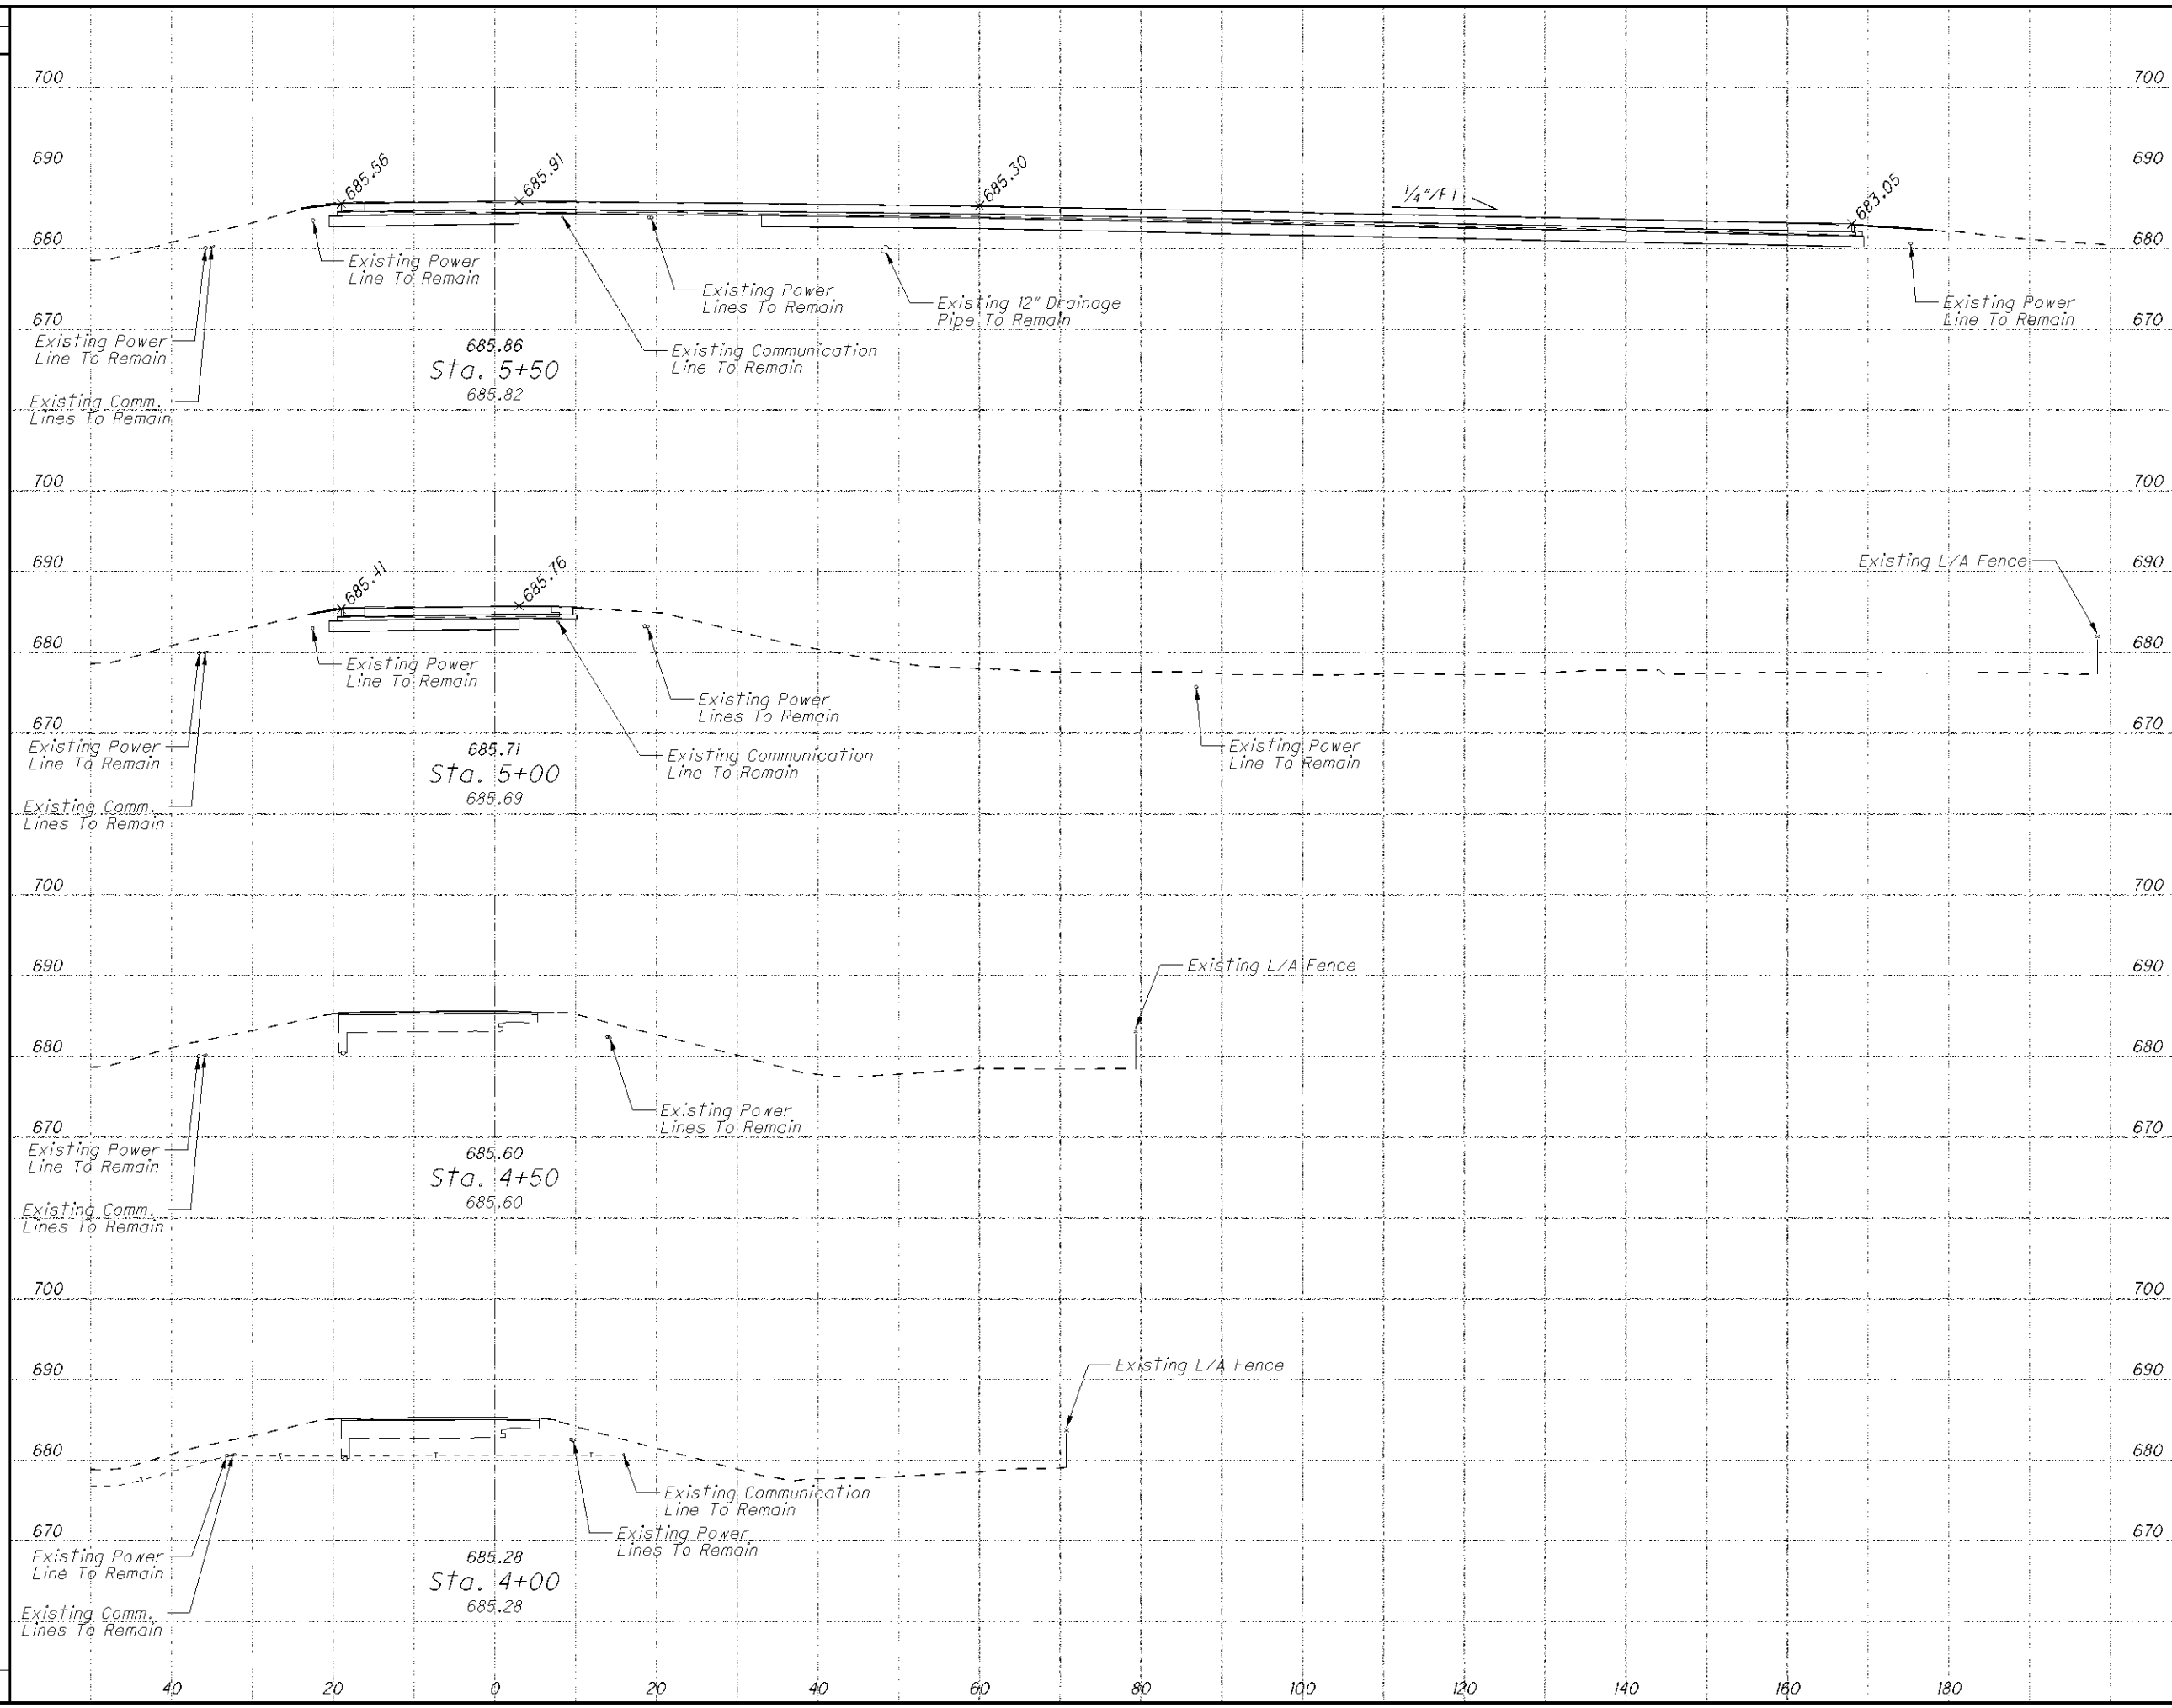 700
700
690
690
685.56
685.91
685.30
1/4"/FT
683.05
680
680
Existing Power
Line To Remain
Existing Power
Lines To Remain
Existing 12" Drainage
Pipe To Remain
Existing Power
Line To Remain
670
670
Existing Power
Line To Remain
685.86
Sta. 5+50
685.82
Existing Communication
Line To Remain
Existing Comm.
Lines To Remain
700
700
690
690
685.41
685.76
Existing L/A Fence
680
680
Existing Power
Line To Remain
Existing Power
Lines To Remain
670
670
Existing Power
Line To Remain
685.71
Sta. 5+00
685.69
Existing Communication
Line To Remain
Existing Power
Line To Remain
Existing Comm.
Lines To Remain
700
700
690
690
Existing L/A Fence
680
680
Existing Power
Lines To Remain
670
670
Existing Power
Line To Remain
685.60
Sta. 4+50
685.60
Existing Comm.
Lines To Remain
700
700
690
690
Existing L/A Fence
680
680
Existing Communication
Line To Remain
Existing Power
Lines To Remain
670
670
Existing Power
Line To Remain
685.28
Sta. 4+00
685.28
Existing Comm.
Lines To Remain
40 20 0 20 40 60 80 100 120 140 160 180